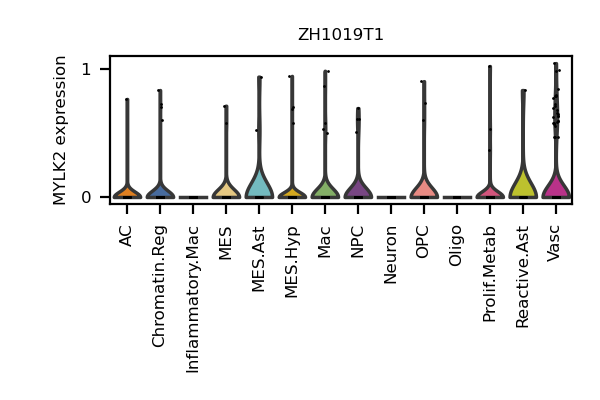 ZH1019T1
MYLK2 expression
1
0
AC
Chromatin.Reg
Inflammatory.Mac
MES
MES.Ast
MES.Hyp
Mac
NPC
Neuron
OPC
Oligo
Prolif.Metab
Reactive.Ast
Vasc